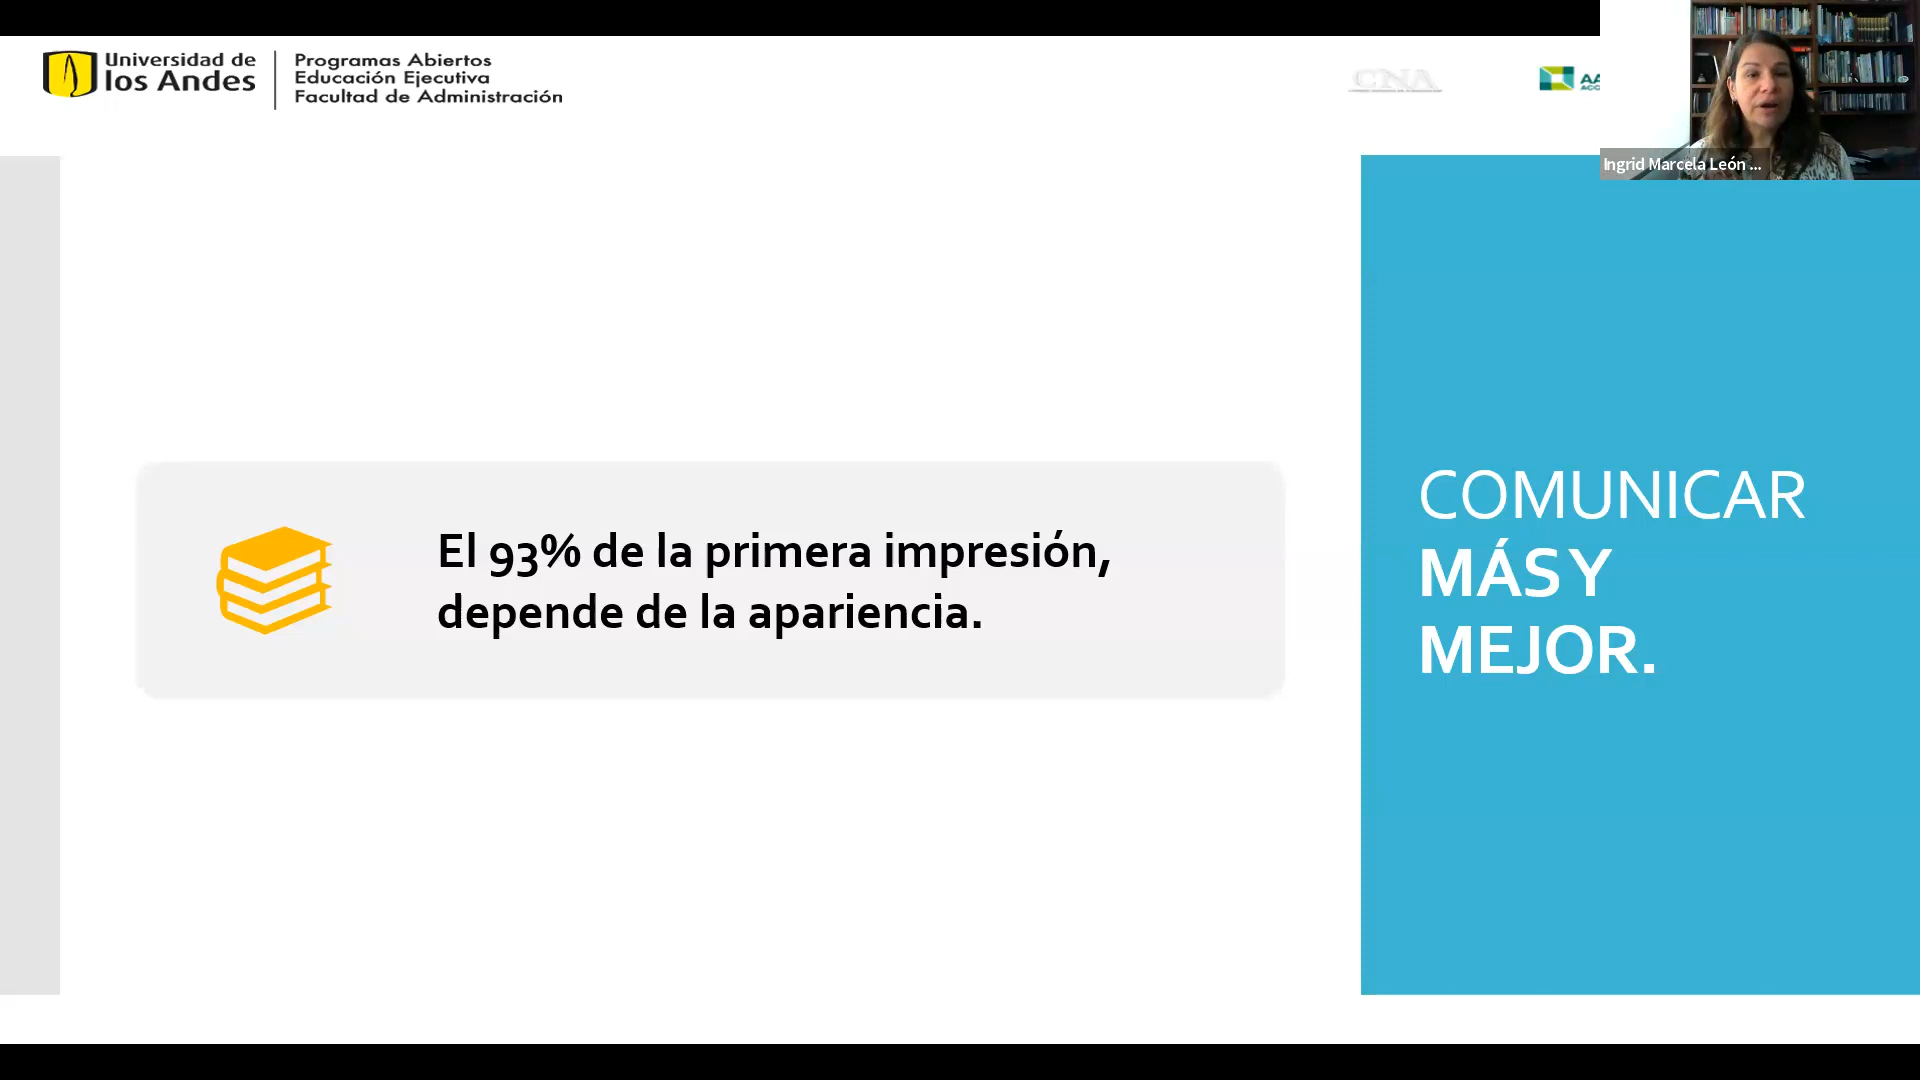 Universidad de
los Andes
Programas Abiertos
Educación Ejecutiva
Facultad de Administración
CNA
Ingrid Marcela León ...
El 93% de la primera impresión,
depende de la apariencia.
COMUNICAR
MÁS Y
MEJOR.